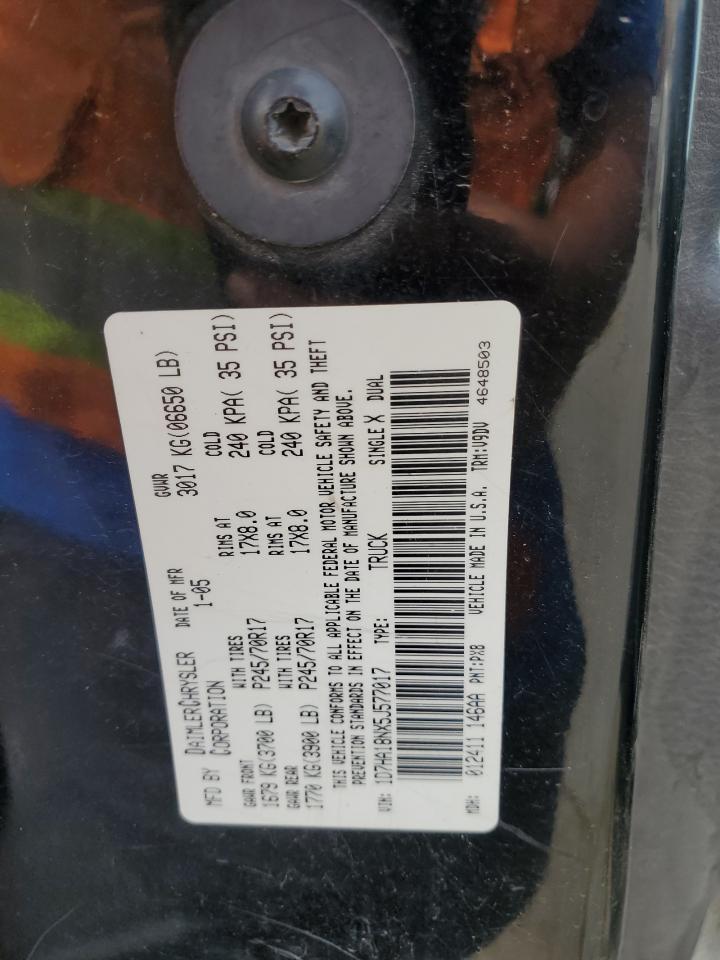 MFD BY DAIMLERCHRYSLER CORPORATION DATE OF MFR 1-05 GVWR 3017 KG(06650 LB)
GAWR FRONT WITH TIRES RIMS AT COLD
1679 KG(3700 LB) P245/70R17 17X8.0 240 KPA( 35 PSI)
GAWR REAR WITH TIRES RIMS AT COLD
1770 KG(3900 LB) P245/70R17 17X8.0 240 KPA( 35 PSI)
THIS VEHICLE CONFORMS TO ALL APPLICABLE FEDERAL MOTOR VEHICLE SAFETY AND THEFT
PREVENTION STANDARDS IN EFFECT ON THE DATE OF MANUFACTURE SHOWN ABOVE.
VIN: 1D7HA18NX5J577017 TYPE: TRUCK SINGLE X DUAL
MDH: 012411 146AA PNT:PX8 VEHICLE MADE IN U.S.A. TRM:U9DV 4648503